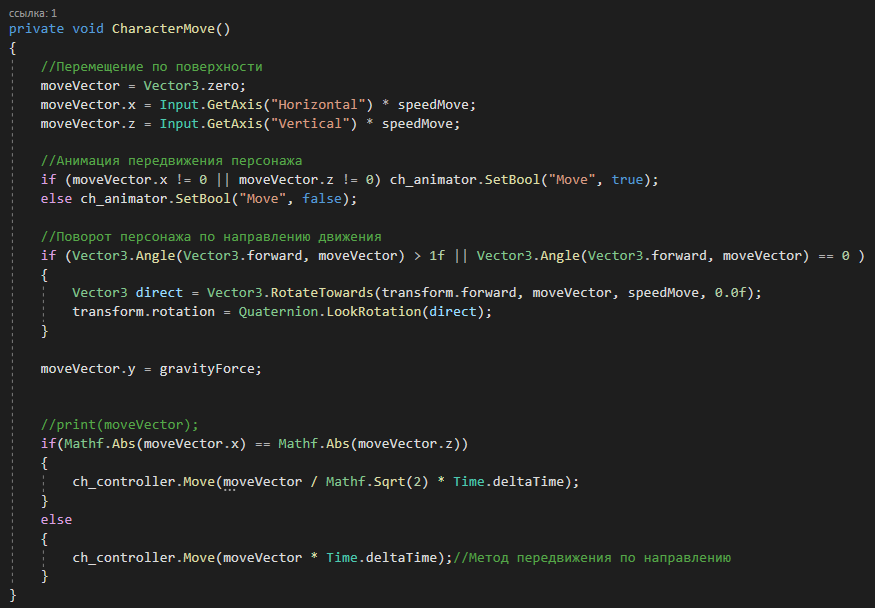 ссылка: 1
private void CharacterMove()
{
//Перемещение по поверхности
moveVector = Vector3.zero;
moveVector.x = Input.GetAxis("Horizontal") * speedMove;
moveVector.z = Input.GetAxis("Vertical") * speedMove;
//Анимация передвижения персонажа
if (moveVector.x != 0 || moveVector.z != 0) ch_animator.SetBool("Move", true);
else ch_animator.SetBool("Move", false);
//Поворот персонажа по направлению движения
if (Vector3.Angle(Vector3.forward, moveVector) > 1f || Vector3.Angle(Vector3.forward, moveVector) == 0 )
{
Vector3 direct = Vector3.RotateTowards(transform.forward, moveVector, speedMove, 0.0f);
transform.rotation = Quaternion.LookRotation(direct);
}
moveVector.y = gravityForce;
//print(moveVector);
if(Mathf.Abs(moveVector.x) == Mathf.Abs(moveVector.z))
{
ch_controller.Move(moveVector / Mathf.Sqrt(2) * Time.deltaTime);
}
else
{
ch_controller.Move(moveVector * Time.deltaTime);//Метод передвижения по направлению
}
}